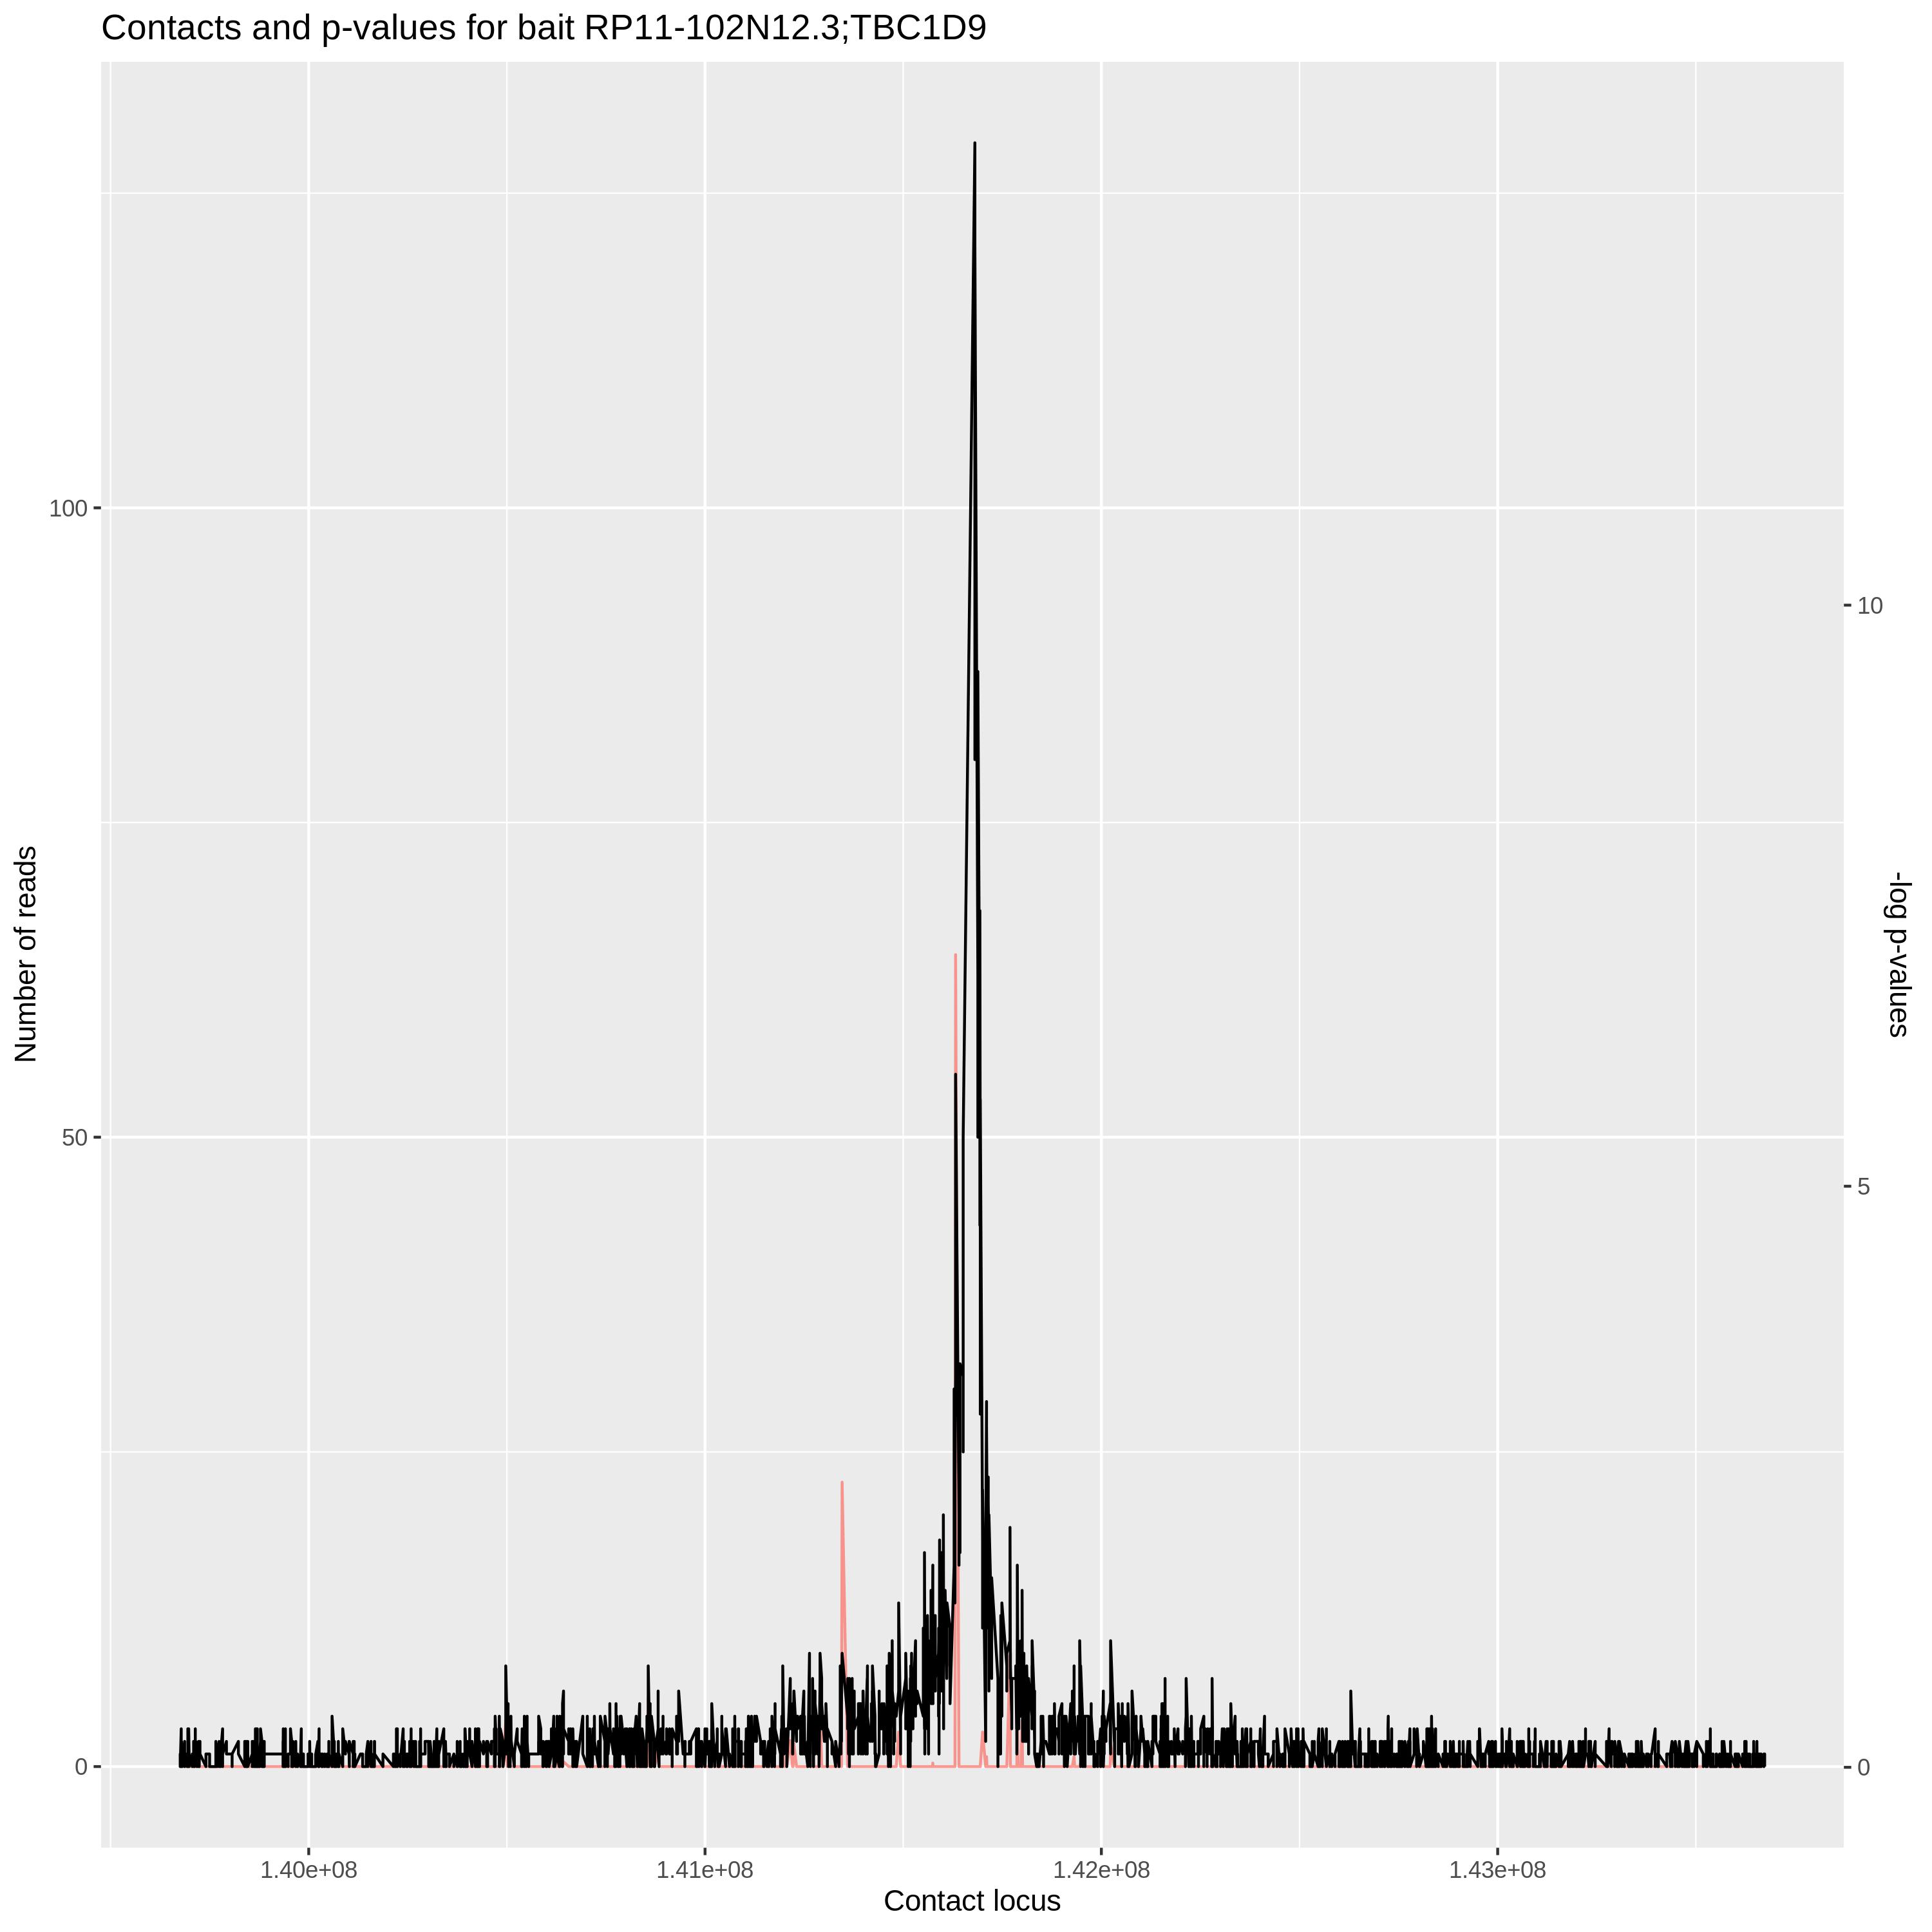 Contacts and p-values for bait RP11-102N12.3;TBC1D9
100
50
0
Number of reads
10
5
0
-log p-values
1.40e+08
1.41e+08
1.42e+08
1.43e+08
Contact locus